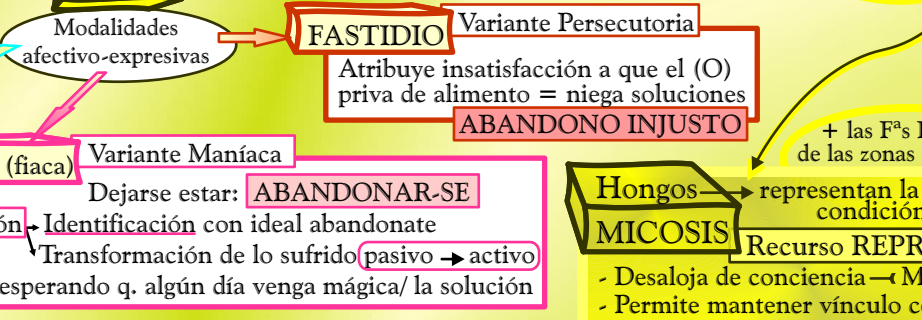 Modalidades
afectivo-expresivas
FASTIDIO
Variante Persecutoria
Atribuye insatisfacción a que el (O)
priva de alimento = niega soluciones
ABANDONO INJUSTO
(fiaca)
Variante Maníaca
Dejarse estar: ABANDONAR-SE
ón → Identificación con ideal abandonate
Transformación de lo sufrido pasivo → activo
esperando q. algún día venga mágica/ la solución
+ las Fªs
de las zonas
Hongos → representan la
condición
MICOSIS
Recurso REPR
- Desaloja de conciencia
- Permite mantener vínculo c